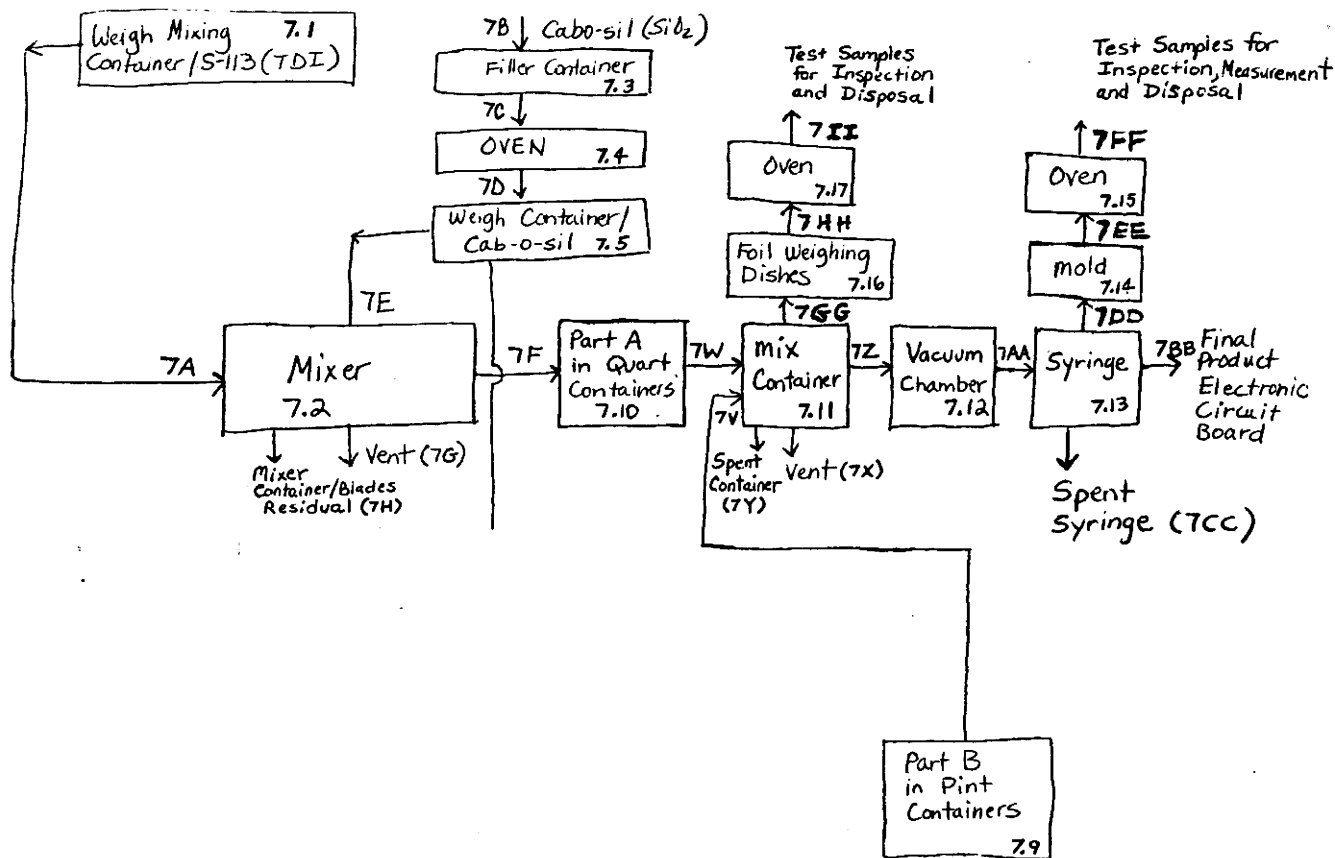 Weigh Mixing 7.1
Container/S-113(TDI)
7B Cabo-sil (SiO₂)
Filler Container
7.3
7C
OVEN 7.4
7D
Weigh Container/
Cab-o-sil 7.5
7E
7A
Mixer
7.2
Vent (7G)
Mixer
Container/Blades
Residual (7H)
7F
Part A
in Quart
Containers
7.10
7W
Test Samples
for Inspection
and Disposal
7II
Oven
7.17
7HH
Foil Weighing
Dishes 7.16
7GG
mix
Container
7.11
7V
Spent
Container
(7Y)
Vent (7X)
7Z
Vacuum
Chamber
7.12
7AA
Test Samples for
Inspection, Measurement
and Disposal
7FF
Oven
7.15
7EE
mold
7.14
7DD
Syringe
7.13
7BB
Final
Product
Electronic
Circuit
Board
Spent
Syringe (7CC)
Part B
in Pint
Containers
7.9